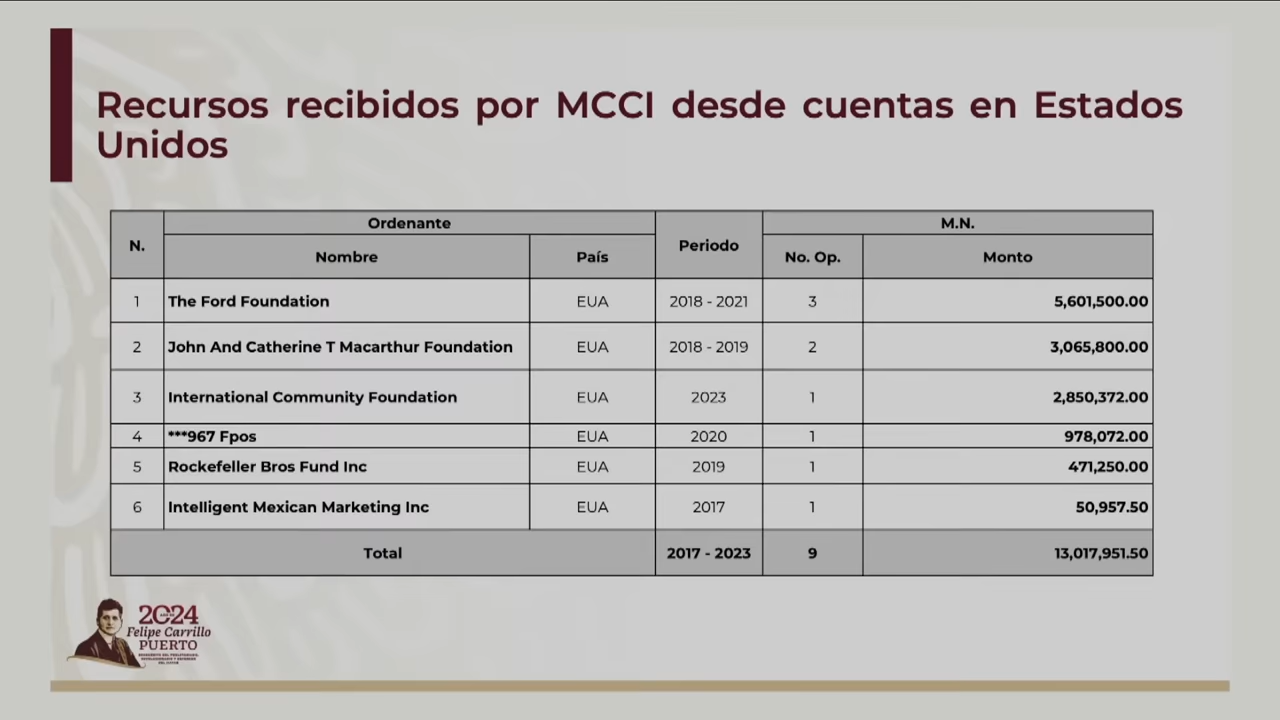 Recursos recibidos por MCCI desde cuentas en Estados
Unidos
N. Ordenante Periodo M.N.
Nombre País No. Op. Monto
1 The Ford Foundation EUA 2018 - 2021 3 5,601,500.00
2 John And Catherine T Macarthur Foundation EUA 2018 - 2019 2 3,065,800.00
3 International Community Foundation EUA 2023 1 2,850,372.00
4 ***967 Fpos EUA 2020 1 978,072.00
5 Rockefeller Bros Fund Inc EUA 2019 1 471,250.00
6 Intelligent Mexican Marketing Inc EUA 2017 1 50,957.50
Total 2017 - 2023 9 13,017,951.50
2024
Felipe Carrillo
PUERTO